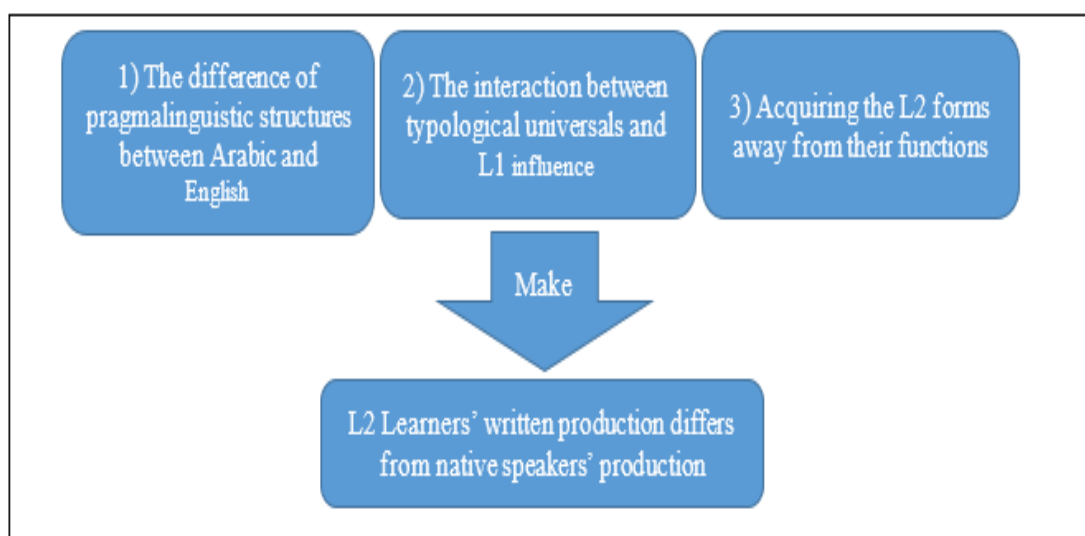 1) The difference of
pragmalinguistic structures
between Arabic and
English
2) The interaction between
typological universals and
L1 influence
3) Acquiring the L2 forms
away from their functions
Make
L2 Learners’ written production differs
from native speakers’ production